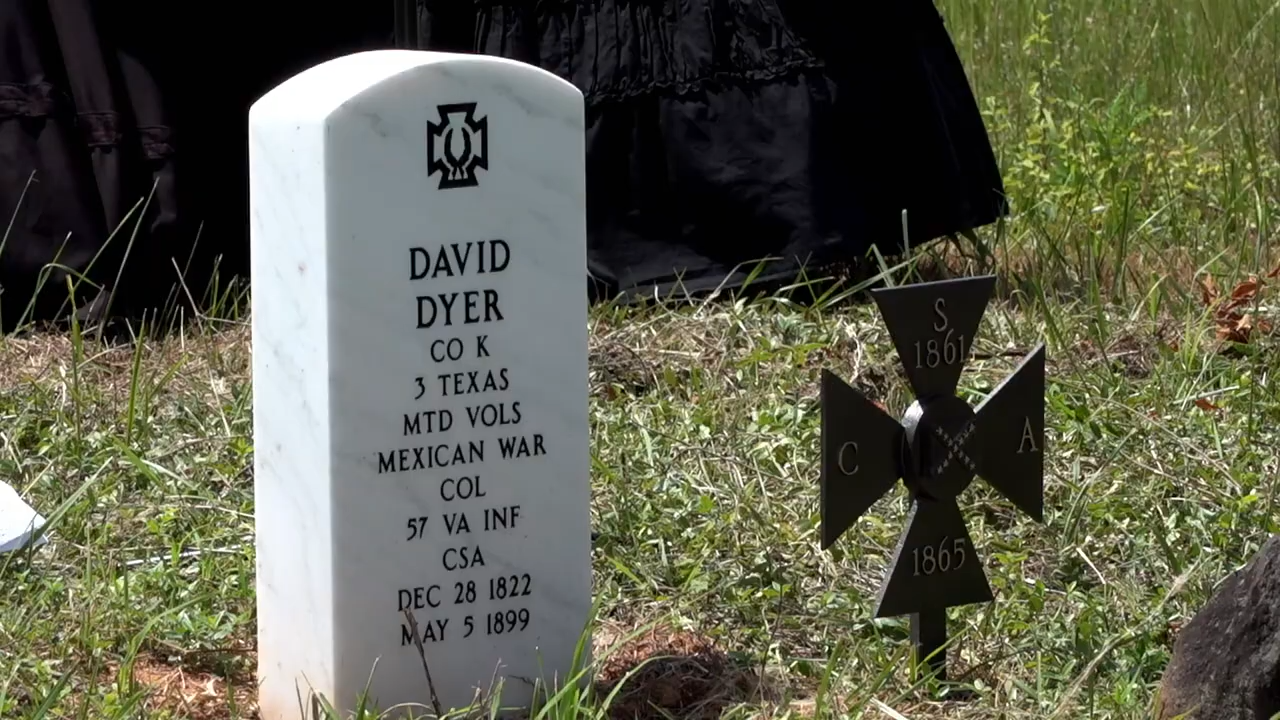 DAVID
DYER
CO K
3 TEXAS
MTD VOLS
MEXICAN WAR
COL
57 VA INF
CSA
DEC 28 1822
MAY 5 1899
S
1861
C
A
1865